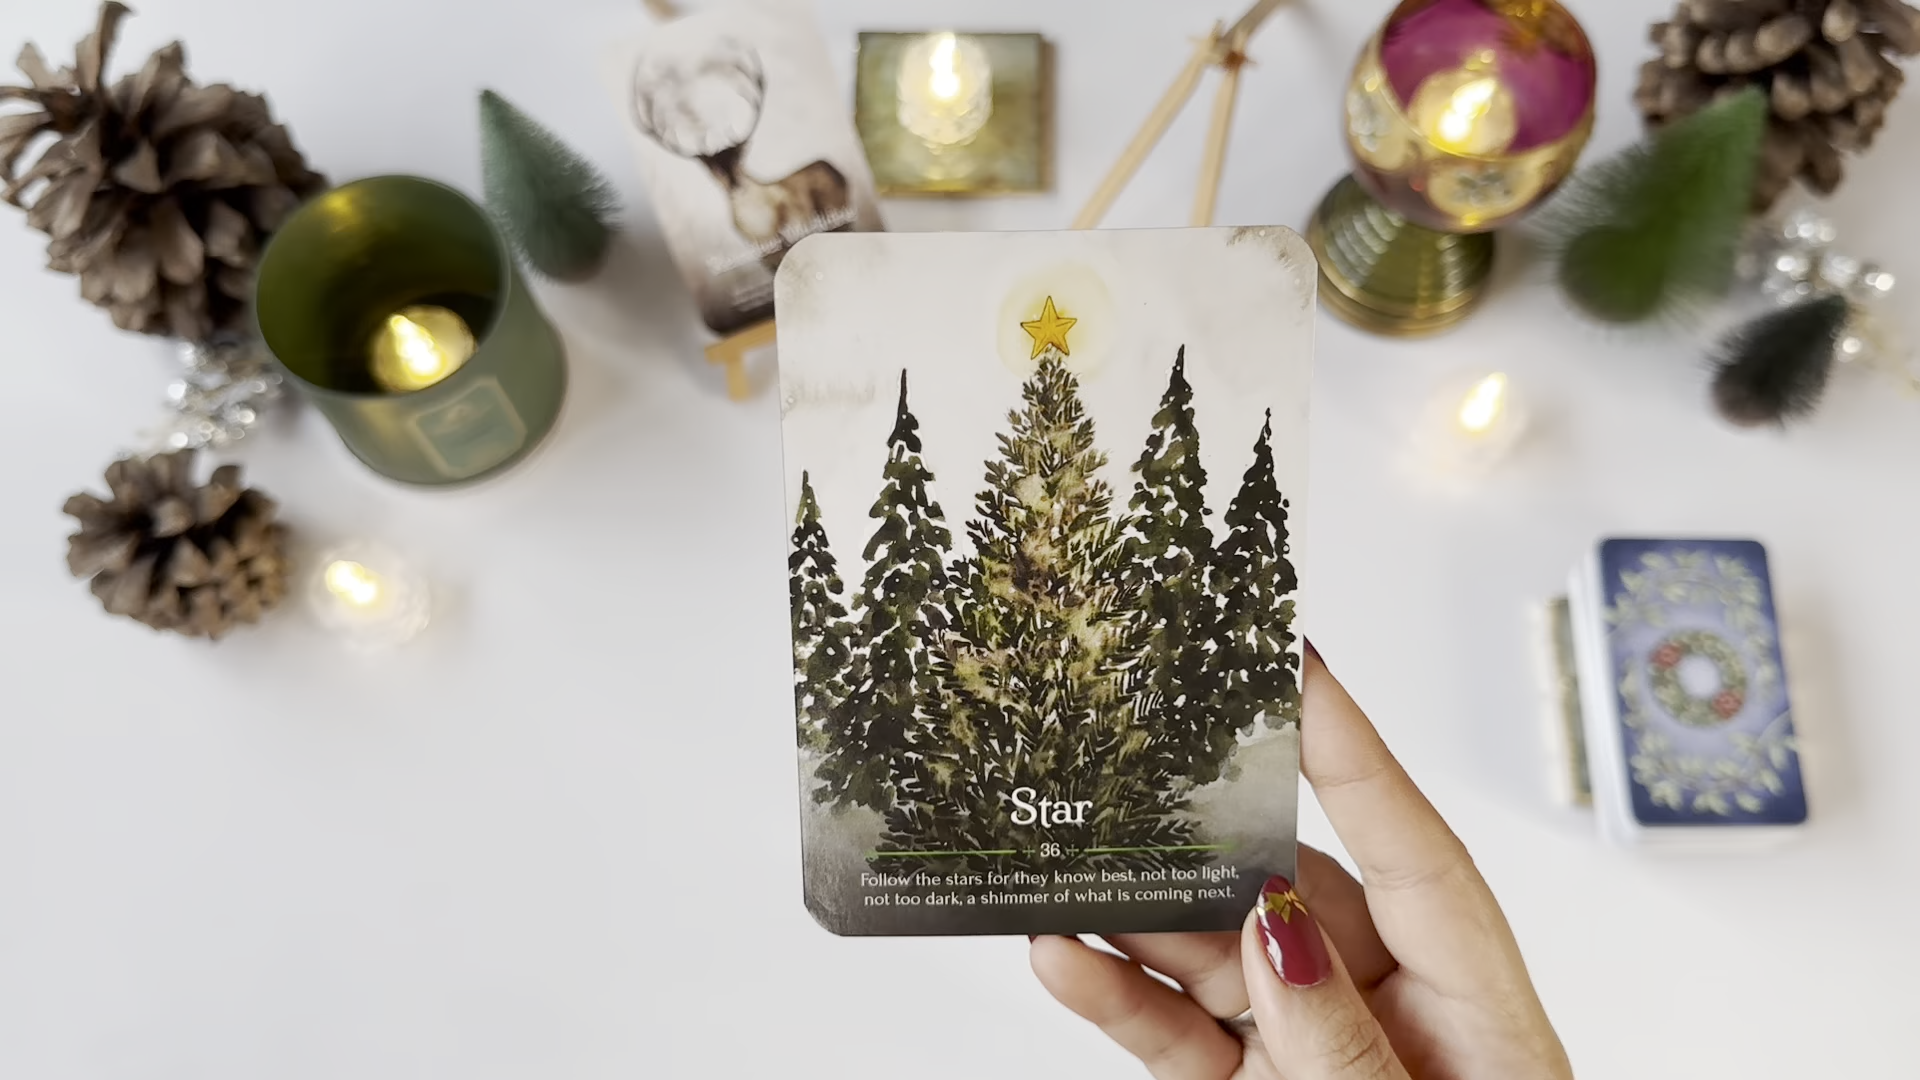 Star
36
Follow the stars for they know best, not too light,
not too dark, a shimmer of what is coming next.